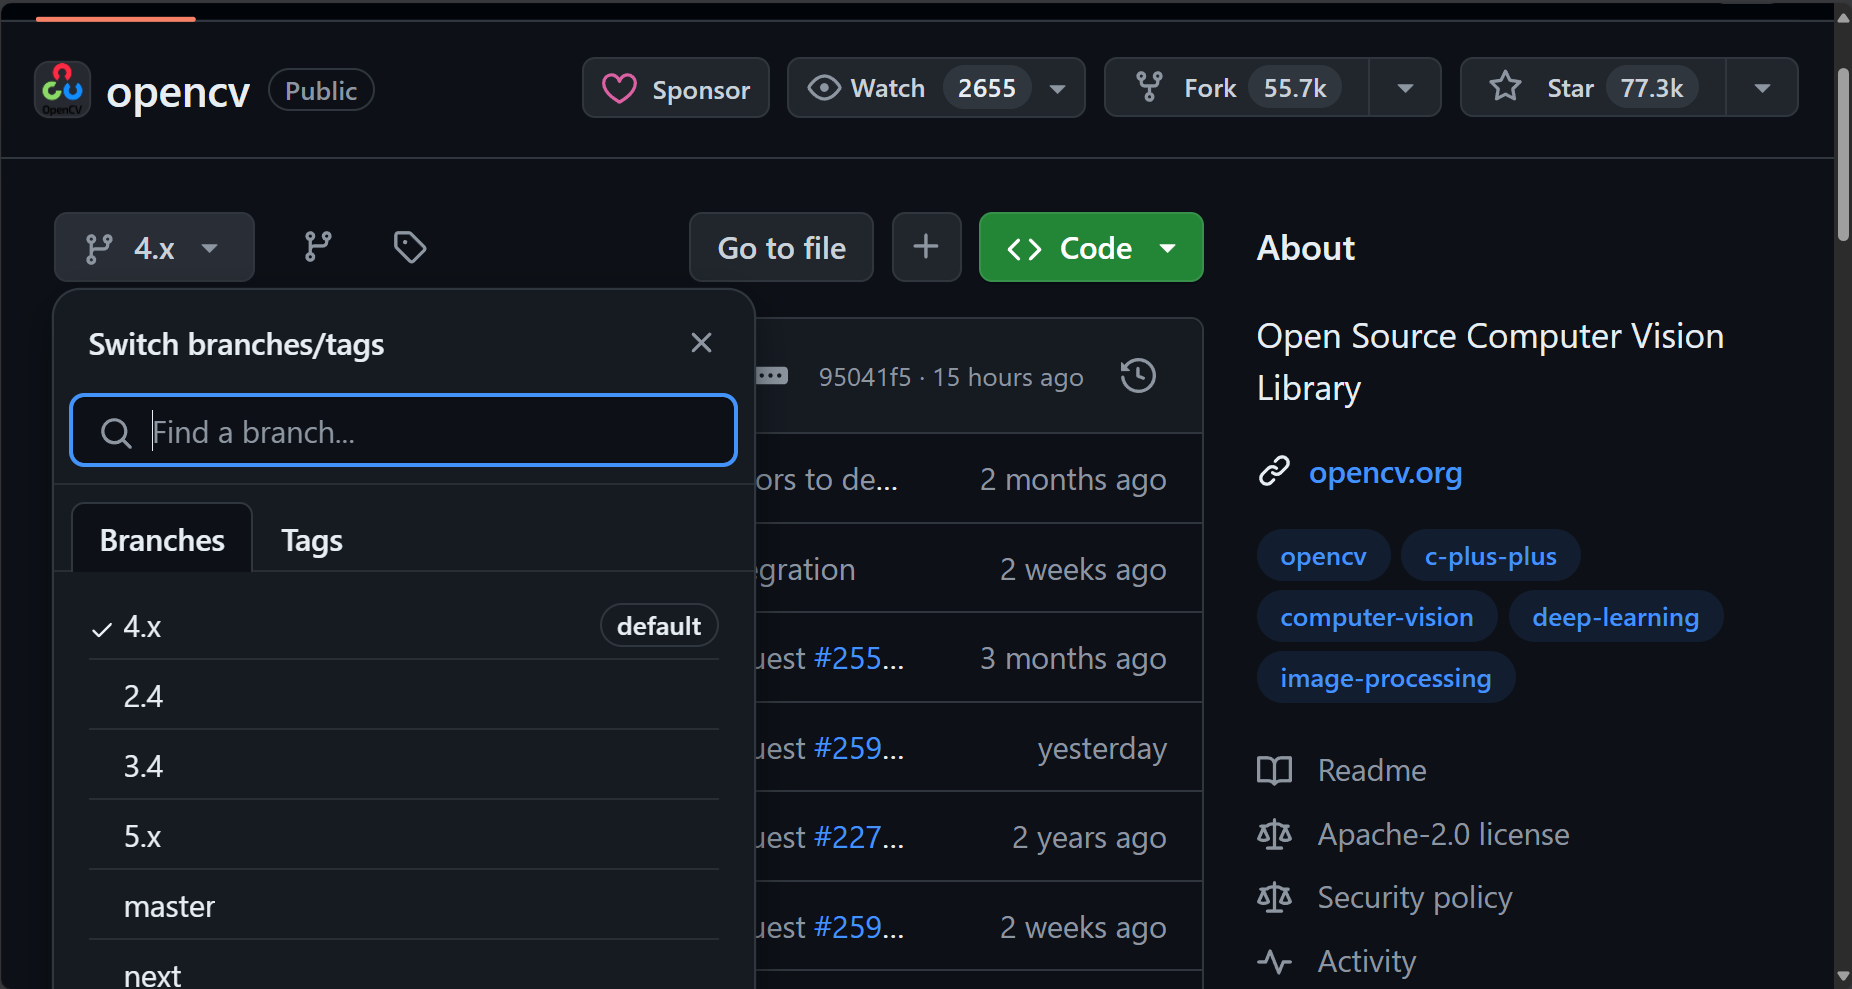 OpenCV
opencv Public
Sponsor
Watch 2655
Fork 55.7k
Star 77.3k
4.x
Go to file
Code
Switch branches/tags
Find a branch...
Branches Tags
4.x default
2.4
3.4
5.x
master
next
95041f5 · 15 hours ago
ors to de... 2 months ago
gration 2 weeks ago
uest #255... 3 months ago
uest #259... yesterday
uest #227... 2 years ago
uest #259... 2 weeks ago
About
Open Source Computer Vision
Library
opencv.org
opencv c-plus-plus
computer-vision deep-learning
image-processing
Readme
Apache-2.0 license
Security policy
Activity